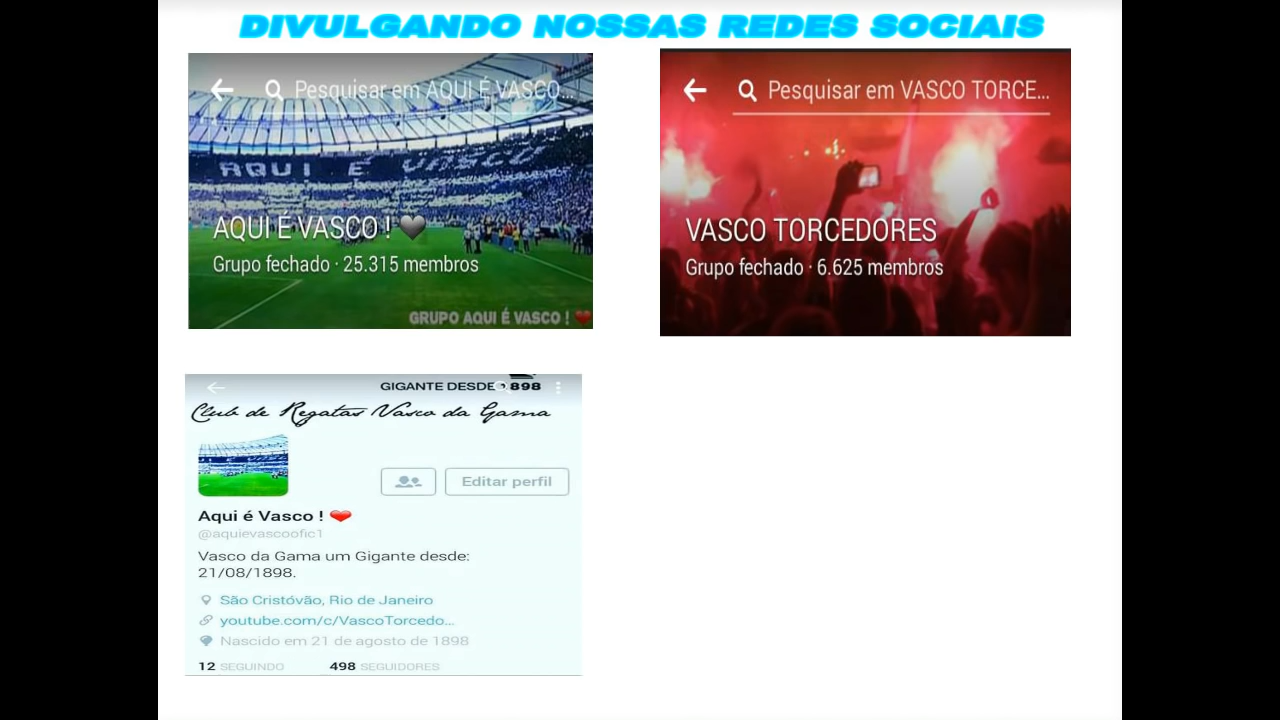 DIVULGANDO NOSSAS REDES SOCIAIS
Pesquisar em AQUI É VASCO...
AQUI É VASCO
AQUI É VASCO ! 🖤
Grupo fechado · 25.315 membros
GRUPO AQUI É VASCO ! ❤
Pesquisar em VASCO TORCE...
VASCO TORCEDORES
Grupo fechado · 6.625 membros
GIGANTE DESDE 1898
Club de Regatas Vasco da Gama
Editar perfil
Aqui é Vasco ! ❤
@aquievascoofic1
Vasco da Gama um Gigante desde:
21/08/1898.
São Cristóvão, Rio de Janeiro
youtube.com/c/VascoTorcedo...
Nascido em 21 de agosto de 1898
12 SEGUINDO 498 SEGUIDORES